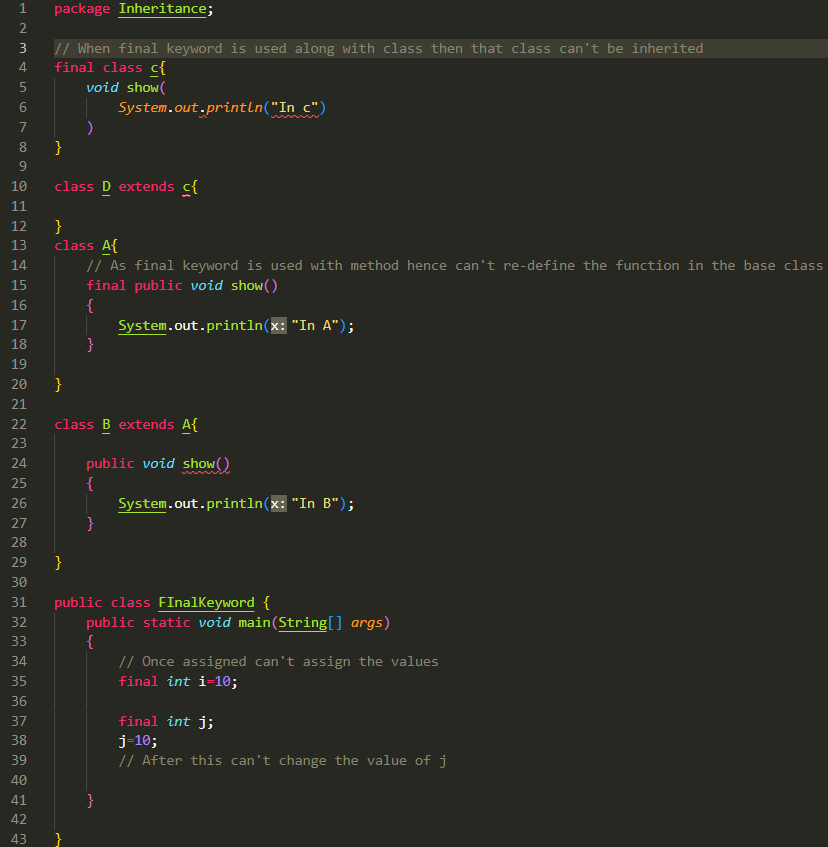 1 package Inheritance;
2
3 // When final keyword is used along with class then that class can't be inherited
4 final class c{
5 void show(
6 System.out.println("In c")
7 )
8 }
9
10 class D extends c{
11
12 }
13 class A{
14 // As final keyword is used with method hence can't re-define the function in the base class
15 final public void show()
16 {
17 System.out.println(x: "In A");
18 }
19
20 }
21
22 class B extends A{
23
24 public void show()
25 {
26 System.out.println(x: "In B");
27 }
28
29 }
30
31 public class FInalKeyword {
32 public static void main(String[] args)
33 {
34 // Once assigned can't assign the values
35 final int i=10;
36
37 final int j;
38 j=10;
39 // After this can't change the value of j
40
41 }
42
43 }